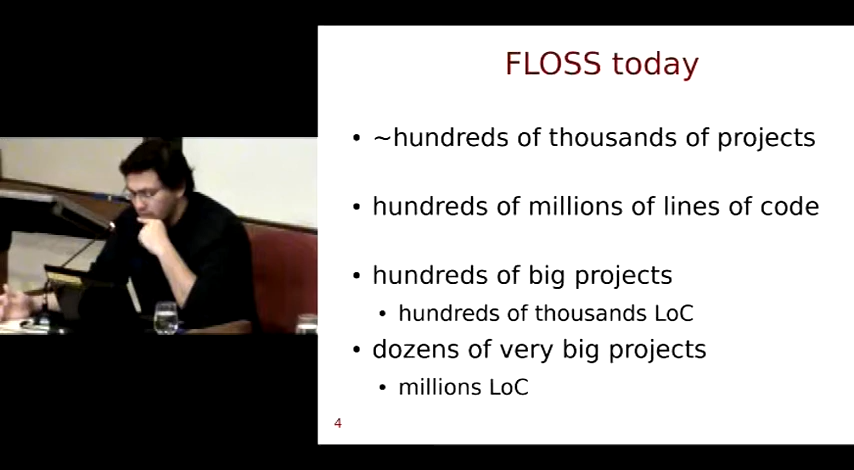 FLOSS today
• ~hundreds of thousands of projects
• hundreds of millions of lines of code
• hundreds of big projects
• hundreds of thousands LoC
• dozens of very big projects
• millions LoC
4